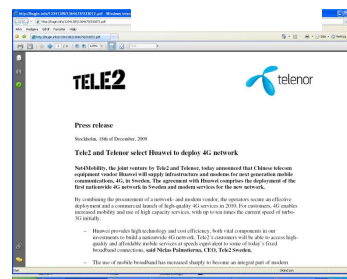 TELE2
telenor
Press release
Stockholm, 18th of December, 2009
Tele2 and Telenor select Huawei to deploy 4G network
Net4Mobility, the joint venture by Tele2 and Telenor, today announced that Chinese telecom
equipment vendor Huawei will supply infrastructure and modems for next generation mobile
communications, 4G, in Sweden. The agreement with Huawei comprises the deployment of the
first nationwide 4G network in Sweden and modem services for the new network.
By combining the procurement of a network- and modem vendor, the operators secure an effective
deployment and a commercial launch of high-quality 4G services in 2010. For customers, 4G enables
increased mobility and use of high capacity services, with up to ten times the current speed of turbo-
3G initially.
– Huawei provides high technology and cost efficiency, both vital components in our
investments to build a nationwide 4G network. Tele2's customers will be able to access high-
quality and affordable mobile services at speeds equivalent to some of today's fixed
broadband connections, said Niclas Palmstierna, CEO, Tele2 Sweden.
– The use of mobile broadband has increased sharply to become an integral part of modern